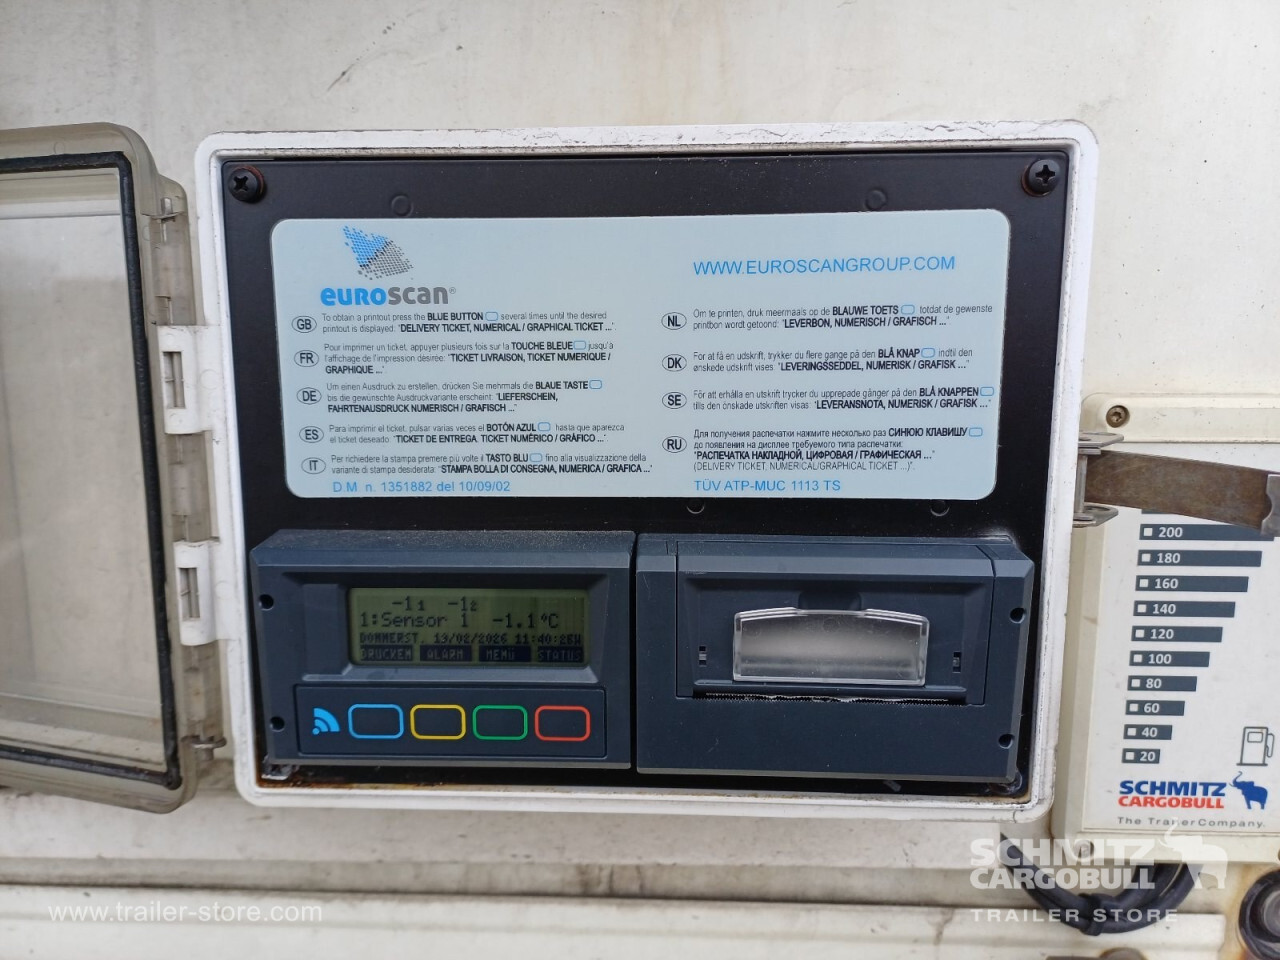 euroscan®
WWW.EUROSCANGROUP.COM
GB To obtain a printout press the BLUE BUTTON several times until the desired
printout is displayed: "DELIVERY TICKET, NUMERICAL / GRAPHICAL TICKET ..."
FR Pour imprimer un ticket, appuyer plusieurs fois sur la TOUCHE BLEUE jusqu'à
l'affichage de l'impression désirée: "TICKET LIVRAISON, TICKET NUMERIQUE /
GRAPHIQUE ..."
DE Um einen Ausdruck zu erstellen, drücken Sie mehrmals die BLAUE TASTE
bis die gewünschte Ausdruckvariante erscheint: "LIEFERSCHEIN,
FAHRTENAUSDRUCK NUMERISCH / GRAFISCH ..."
ES Para imprimir el ticket, pulsar varias veces el BOTÓN AZUL hasta que aparezca
el ticket deseado: "TICKET DE ENTREGA, TICKET NUMÉRICO / GRÁFICO ..."
IT Per richiedere la stampa premere più volte il TASTO BLU fino alla visualizzazione della
variante di stampa desiderata: "STAMPA BOLLA DI CONSEGNA, NUMERICA / GRAFICA ..."
D.M. n. 1351882 del 10/09/02
NL Om te printen, druk meermaals op de BLAUWE TOETS totdat de gewenste
printbon wordt getoond: "LEVERBON, NUMERISCH / GRAFISCH ..."
DK For at få en udskrift, trykker du flere gange på den BLÅ KNAP indtil den
ønskede udskrift vises: "LEVERINGSSEDDEL, NUMERISK / GRAFISK ..."
SE För att erhålla en utskrift trycker du upprepade gånger på den BLÅ KNAPPEN
tills den önskade utskriften visas: "LEVERANSNOTA, NUMERISK / GRAFISK ..."
RU Для получения распечатки нажмите несколько раз СИНЮЮ КЛАВИШУ
до появления на дисплее требуемого типа распечатки:
"РАСПЕЧАТКА НАКЛАДНОЙ, ЦИФРОВАЯ / ГРАФИЧЕСКАЯ ..."
(DELIVERY TICKET, NUMERICAL/GRAPHICAL TICKET ...)".
TÜV ATP-MUC 1113 TS
-1₁ -1₂
1:Sensor 1 -1.1°C
DONNERST. 19/02/2026 11:40:26W
DRUCKEN ALARM MENü STATUS
200
180
160
140
120
100
80
60
40
20
SCHMITZ
CARGOBULL
The TrailerCompany.
www.trailer-store.com
SCHMITZ
CARGOBULL
TRAILER STORE